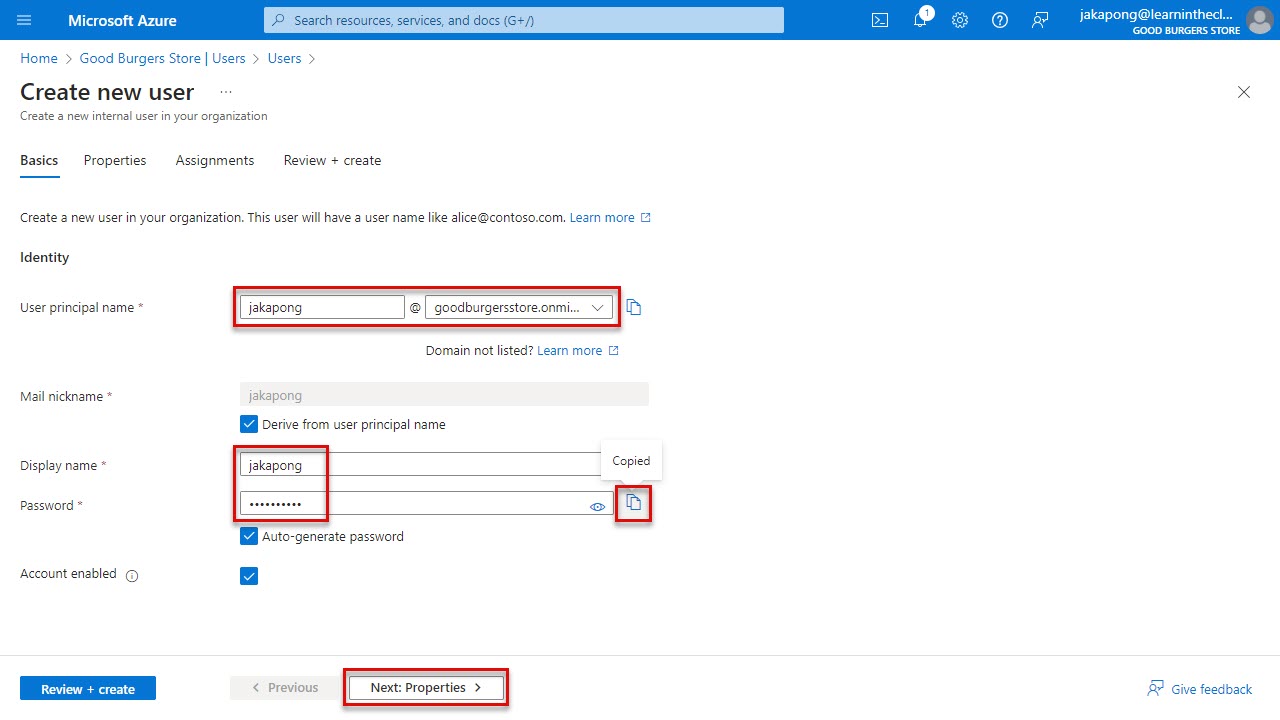 Microsoft Azure
Search resources, services, and docs (G+/)
1
jakapong@learninthecl...
GOOD BURGERS STORE
Home > Good Burgers Store | Users > Users >
Create new user ...
Create a new internal user in your organization
Basics Properties Assignments Review + create
Create a new user in your organization. This user will have a user name like alice@contoso.com. Learn more
Identity
User principal name * jakapong @ goodburgersstore.onmi...
Domain not listed? Learn more
Mail nickname * jakapong
Derive from user principal name
Copied
Display name * jakapong
Password * ••••••••••
Auto-generate password
Account enabled
Review + create < Previous Next: Properties > Give feedback